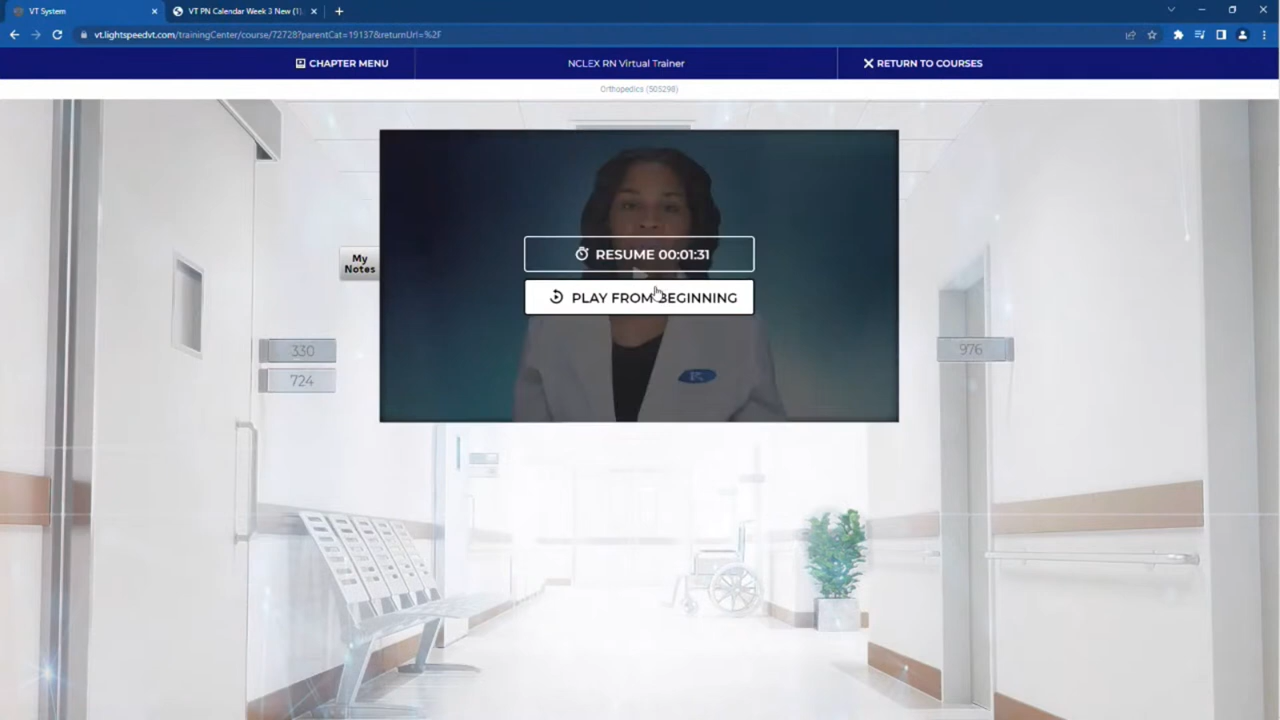 VT System
VT PN Calendar Week 3 New (1).
vt.lightspeedvt.com/trainingCenter/course/72728?parentCat=19137&returnUrl=%2F
CHAPTER MENU
NCLEX RN Virtual Trainer
RETURN TO COURSES
Orthopedics (505298)
RESUME 00:01:31
My
Notes
PLAY FROM BEGINNING
330
976
724